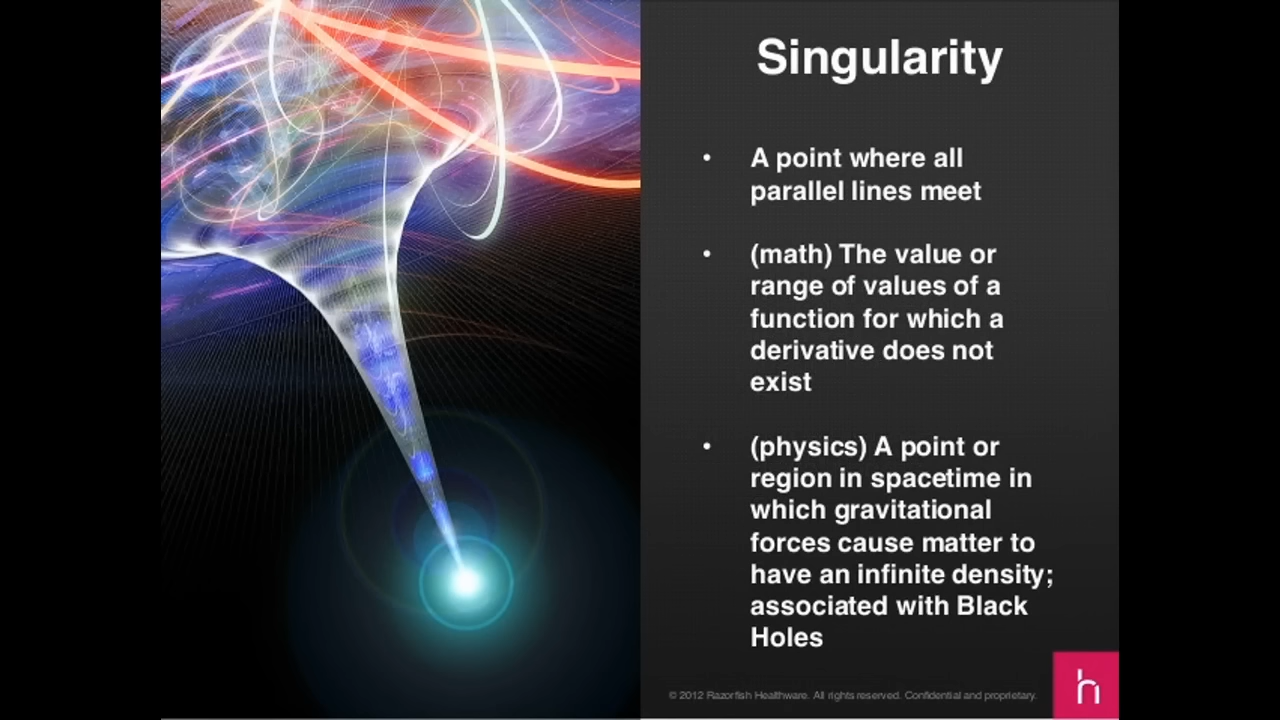 Singularity
• A point where all
parallel lines meet
• (math) The value or
range of values of a
function for which a
derivative does not
exist
• (physics) A point or
region in spacetime in
which gravitational
forces cause matter to
have an infinite density;
associated with Black
Holes
© 2012 Razorfish Healthware. All rights reserved. Confidential and proprietary.
h